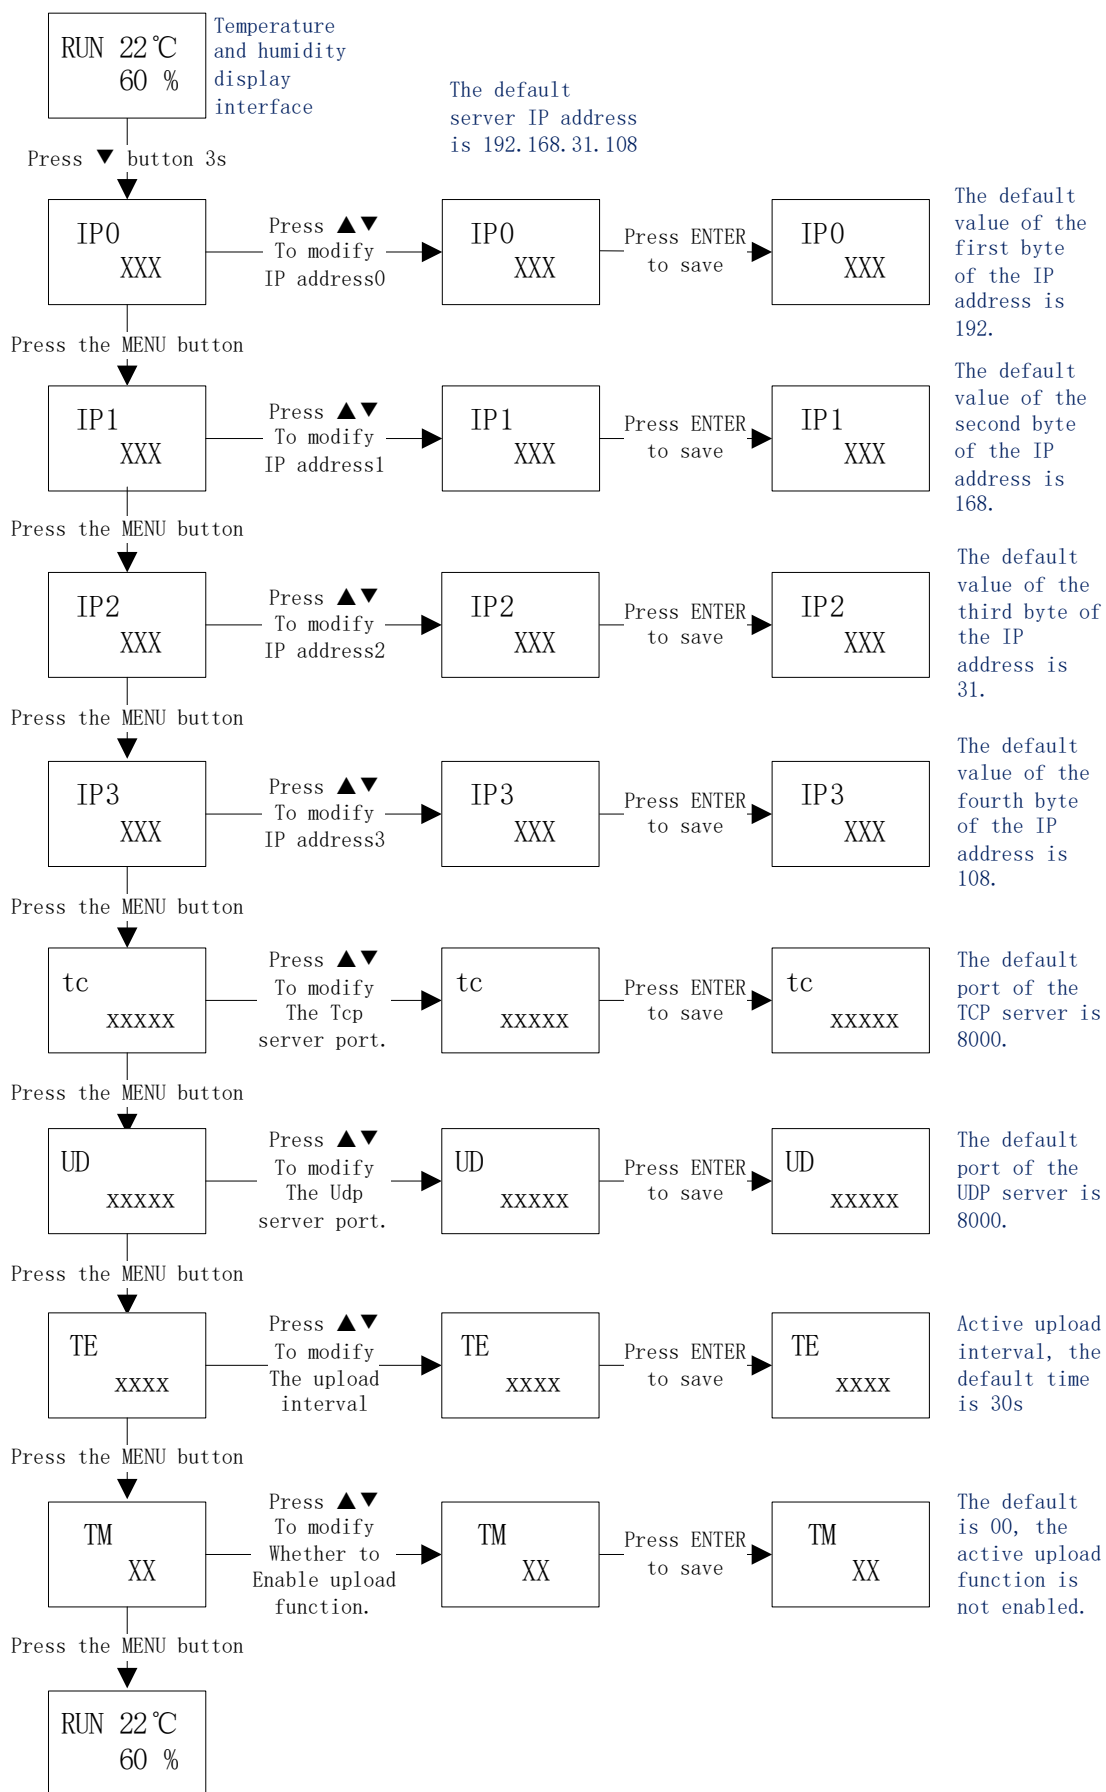 RUN 22℃
60 %
Temperature
and humidity
display
interface
The default
server IP address
is 192.168.31.108
Press ▼ button 3s
IP0
XXX
Press ▲▼
To modify
IP address0
IP0
XXX
Press ENTER
to save
IP0
XXX
The default
value of the
first byte
of the IP
address is
192.
Press the MENU button
IP1
XXX
Press ▲▼
To modify
IP address1
IP1
XXX
Press ENTER
to save
IP1
XXX
The default
value of the
second byte
of the IP
address is
168.
Press the MENU button
IP2
XXX
Press ▲▼
To modify
IP address2
IP2
XXX
Press ENTER
to save
IP2
XXX
The default
value of the
third byte of
the IP
address is
31.
Press the MENU button
IP3
XXX
Press ▲▼
To modify
IP address3
IP3
XXX
Press ENTER
to save
IP3
XXX
The default
value of the
fourth byte
of the IP
address is
108.
Press the MENU button
tc
xxxxx
Press ▲▼
To modify
The Tcp
server port.
tc
xxxxx
Press ENTER
to save
tc
xxxxx
The default
port of the
TCP server is
8000.
Press the MENU button
UD
xxxxx
Press ▲▼
To modify
The Udp
server port.
UD
xxxxx
Press ENTER
to save
UD
xxxxx
The default
port of the
UDP server is
8000.
Press the MENU button
TE
xxxx
Press ▲▼
To modify
The upload
interval
TE
xxxx
Press ENTER
to save
TE
xxxx
Active upload
interval, the
default time
is 30s
Press the MENU button
TM
XX
Press ▲▼
To modify
Whether to
Enable upload
function.
TM
XX
Press ENTER
to save
TM
XX
The default
is 00, the
active upload
function is
not enabled.
Press the MENU button
RUN 22℃
60 %